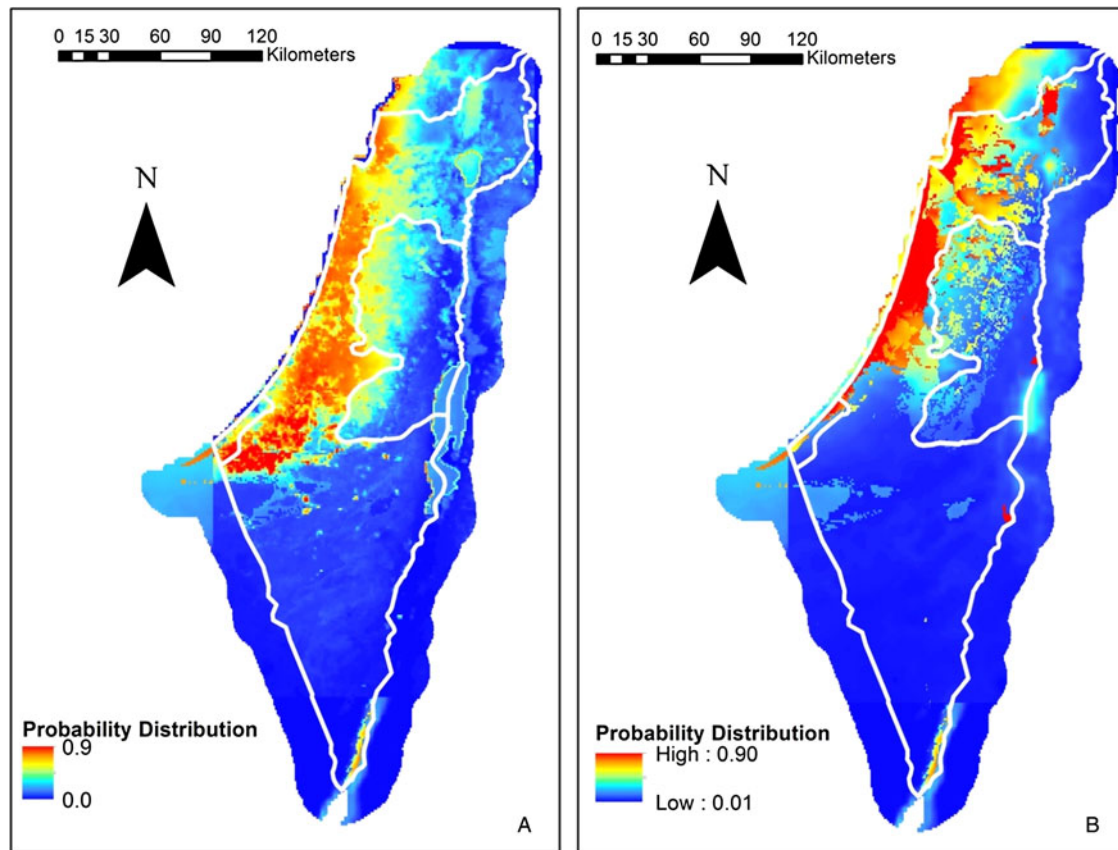 0 15 30 60 90 120
Kilometers
N
Probability Distribution
0.9
0.0
A
0 15 30 60 90 120
Kilometers
N
Probability Distribution
High : 0.90
Low : 0.01
B